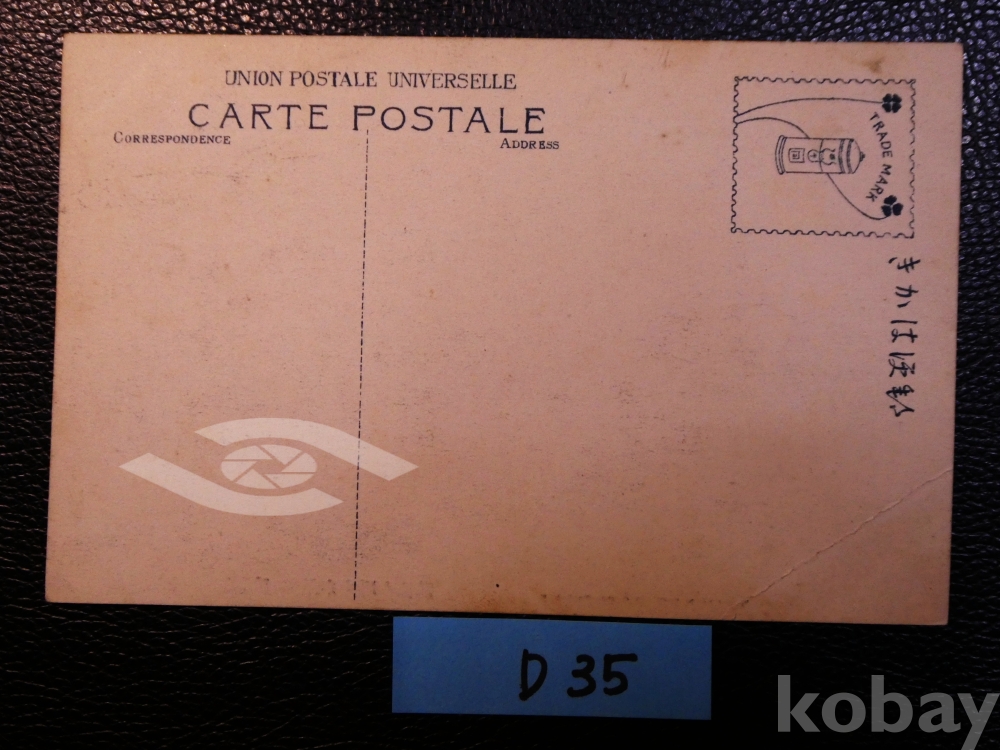 UNION POSTALE UNIVERSELLE
CARTE POSTALE
CORRESPONDENCE
ADDRESS
TRADE MARK
きかは便郵
D 35
kobay